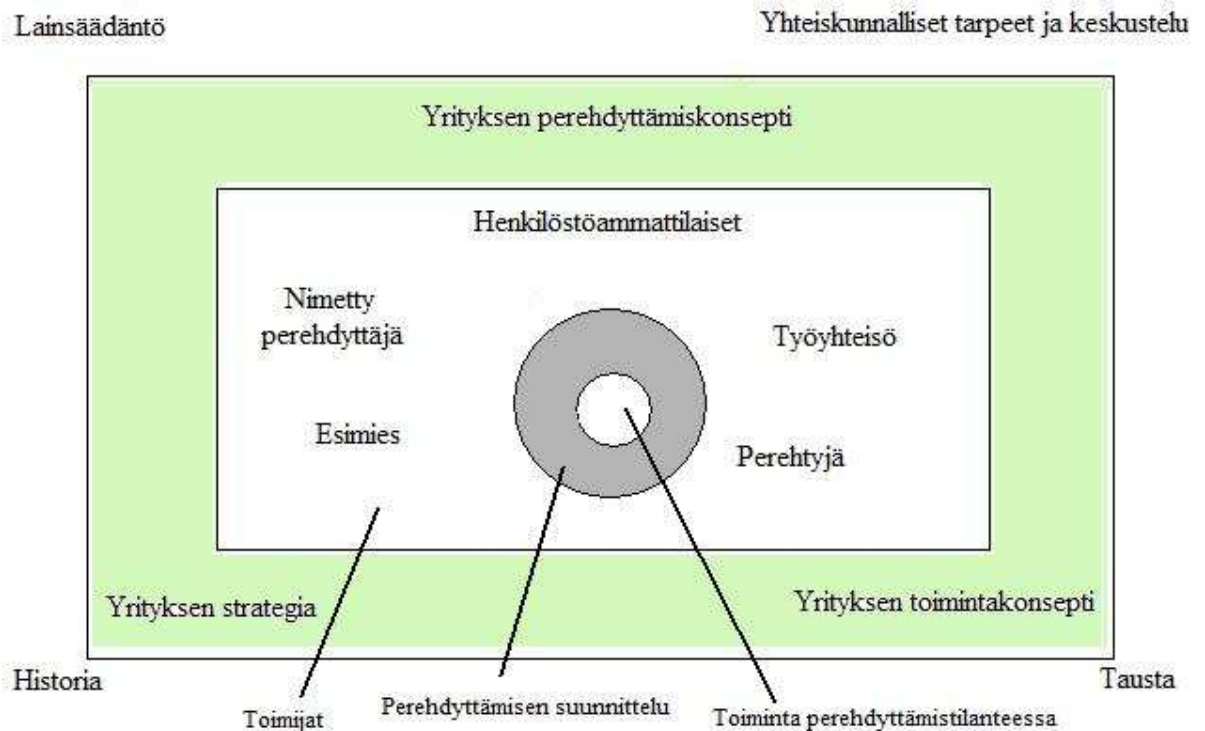 Lainsäädäntö
Yhteiskunnalliset tarpeet ja keskustelu
Yrityksen perehdyttämiskonsepti
Henkilöstöammattilaiset
Nimetty
perehdyttäjä
Työyhteisö
Esimies
Perehtyjä
Yrityksen strategia
Yrityksen toimintakonsepti
Historia
Tausta
Toimijat
Perehdyttämisen suunnittelu
Toiminta perehdyttämistilanteessa